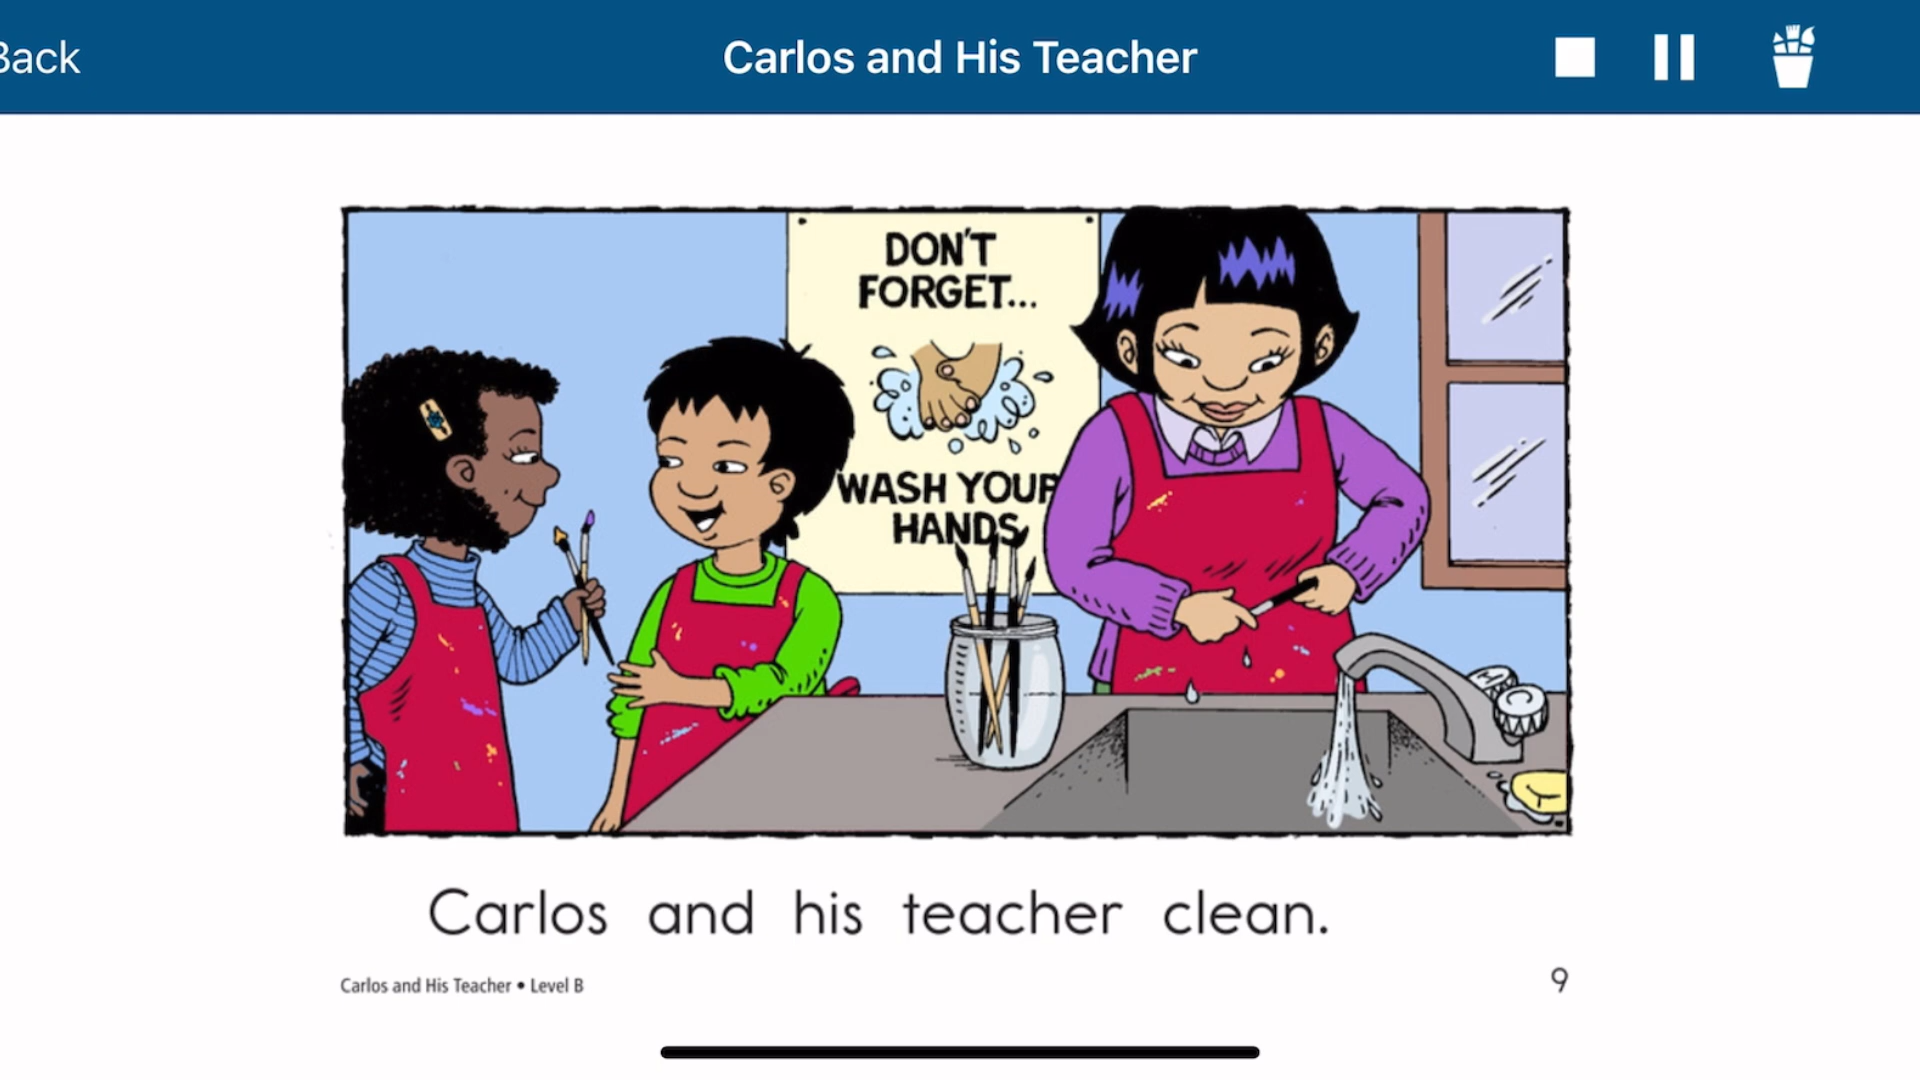 Back
Carlos and His Teacher
DON'T
FORGET...
WASH YOUR
HANDS
H
C
Carlos and his teacher clean.
Carlos and His Teacher • Level B
9